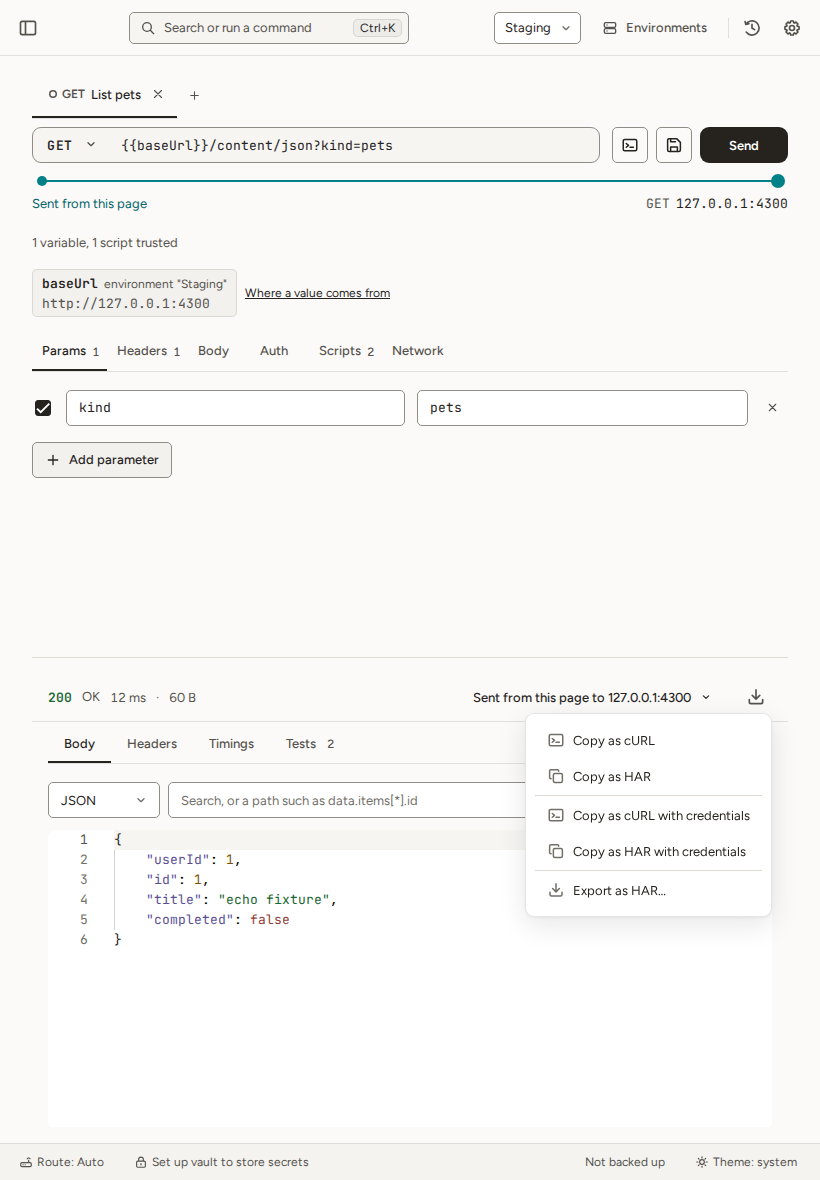 Search or run a command Ctrl+K Staging Environments
GET List pets
GET {{baseUrl}}/content/json?kind=pets Send
Sent from this page GET 127.0.0.1:4300
1 variable, 1 script trusted
baseUrl environment "Staging"
http://127.0.0.1:4300
Where a value comes from
Params 1 Headers 1 Body Auth Scripts 2 Network
kind pets
Add parameter
200 OK 12 ms · 60 B Sent from this page to 127.0.0.1:4300
Body Headers Timings Tests 2
JSON Search, or a path such as data.items[*].id
1 {
2 "userId": 1,
3 "id": 1,
4 "title": "echo fixture",
5 "completed": false
6 }
Copy as cURL
Copy as HAR
Copy as cURL with credentials
Copy as HAR with credentials
Export as HAR…
Route: Auto Set up vault to store secrets Not backed up Theme: system